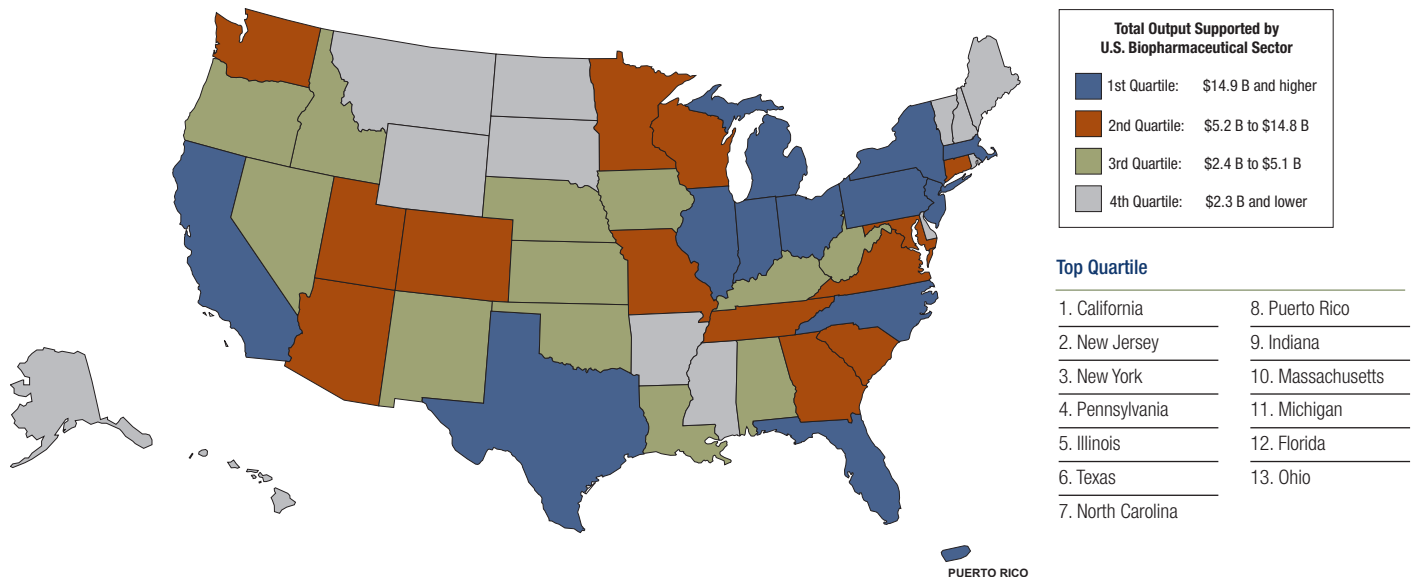 Total Output Supported by
U.S. Biopharmaceutical Sector
1st Quartile: $14.9 B and higher
2nd Quartile: $5.2 B to $14.8 B
3rd Quartile: $2.4 B to $5.1 B
4th Quartile: $2.3 B and lower
Top Quartile
1. California
2. New Jersey
3. New York
4. Pennsylvania
5. Illinois
6. Texas
7. North Carolina
8. Puerto Rico
9. Indiana
10. Massachusetts
11. Michigan
12. Florida
13. Ohio
PUERTO RICO